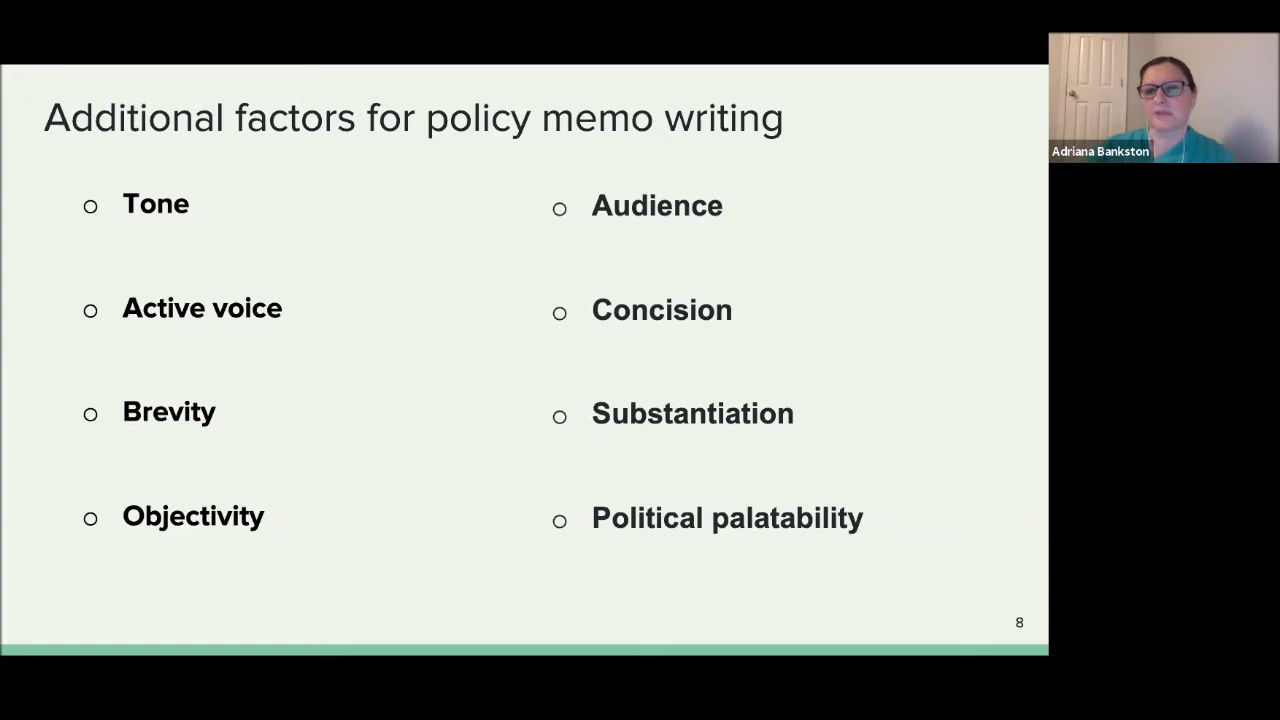 Additional factors for policy memo writing
Tone
Active voice
Brevity
Objectivity
Audience
Concision
Substantiation
Political palatability
8
Adriana Bankston